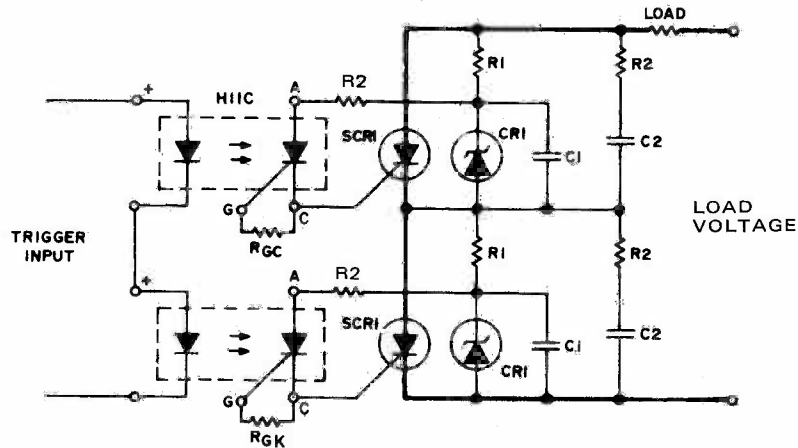 LOAD
R1
R2
+
H11C
A
R2
SCR1
CR1
C1
C2
G
C
RGC
TRIGGER
INPUT
LOAD
VOLTAGE
R1
R2
+
A
R2
SCR1
CR1
C1
C2
G
C
RGK